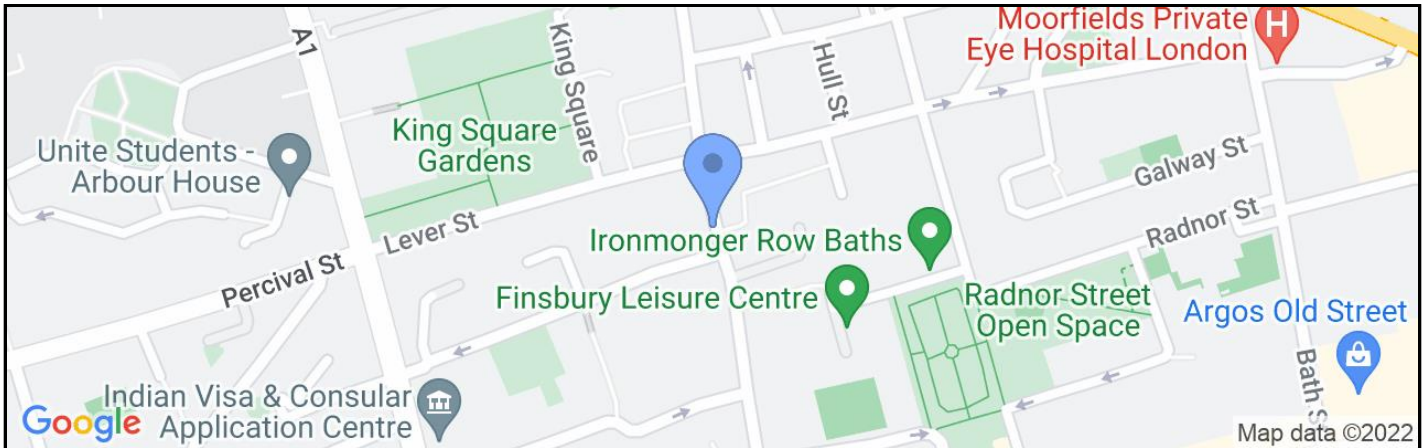 A1
King Square
Hull St
Moorfields Private
Eye Hospital London
H
Unite Students -
Arbour House
King Square
Gardens
Galway St
Lever St
Percival St
Ironmonger Row Baths
Radnor St
Finsbury Leisure Centre
Radnor Street
Open Space
Argos Old Street
Indian Visa & Consular
Application Centre
Bath S
Google
Map data ©2022